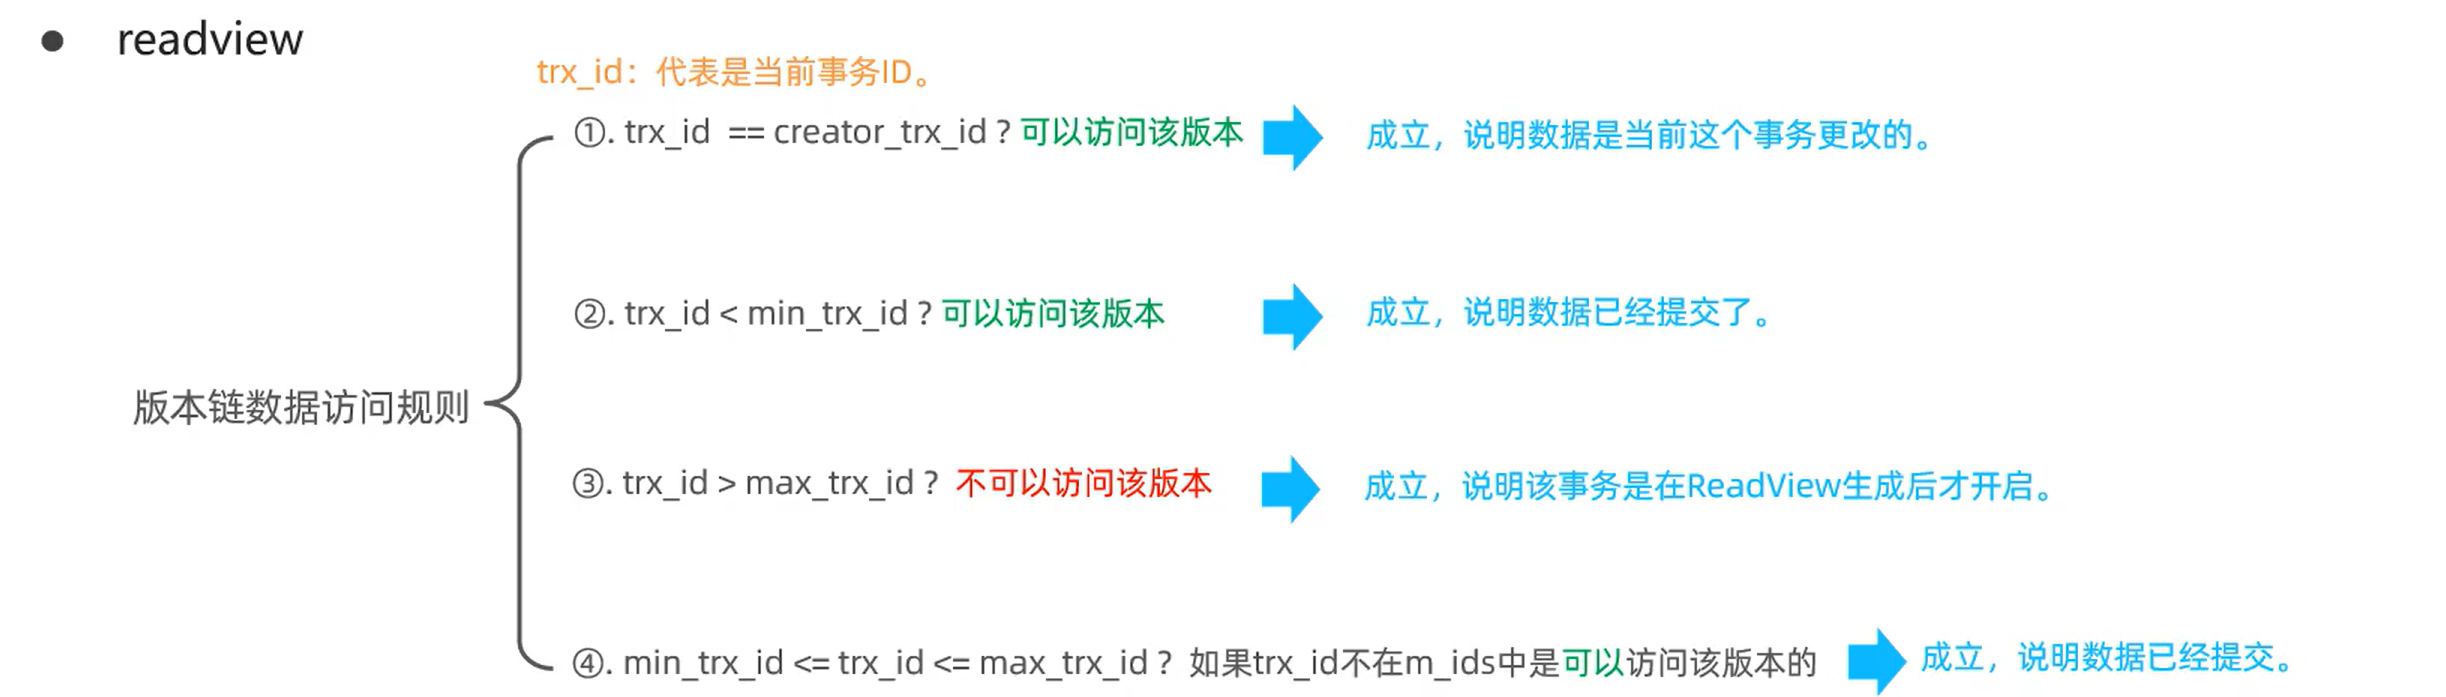 ● readview
trx_id：代表是当前事务ID。
①. trx_id == creator_trx_id ? 可以访问该版本 成立，说明数据是当前这个事务更改的。
②. trx_id < min_trx_id ? 可以访问该版本 成立，说明数据已经提交了。
版本链数据访问规则
③. trx_id > max_trx_id ? 不可以访问该版本 成立，说明该事务是在ReadView生成后才开启。
④. min_trx_id <= trx_id <= max_trx_id ? 如果trx_id不在m_ids中是可以访问该版本的 成立，说明数据已经提交。